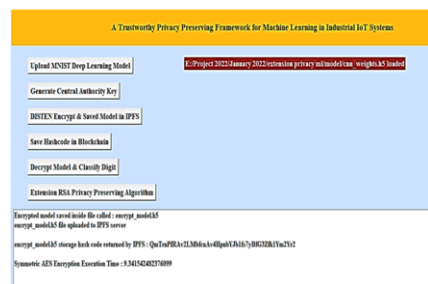 A Trustworthy Privacy Preserving Framework for Machine Learning in Industrial IoT Systems
Upload MNIST Deep Learning Model
E:/Project 2022/January 2022/extension privacy ml/model/cnn_weights.h5 loaded
Generate Central Authority Key
DISTEN Encrypt & Saved Model in IPFS
Save Hashcode in Blockchain
Decrypt Model & Classify Digit
Extension RSA Privacy Preserving Algorithm
Encrypted model saved inside file called : encrypt_model.h5
encrypt_model.h5 file uploaded to IPFS server
encrypt_model.h5 storage hash code returned by IPFS :
Symmetric AES Encryption Execution Time : 9.341542482376099